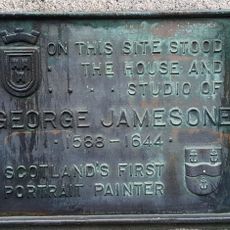 ON THIS SITE STOOD
THE HOUSE AND
STUDIO OF
GEORGE JAMESONE
· 1588 - 1644 ·
SCOTLAND'S FIRST
PORTRAIT PAINTER